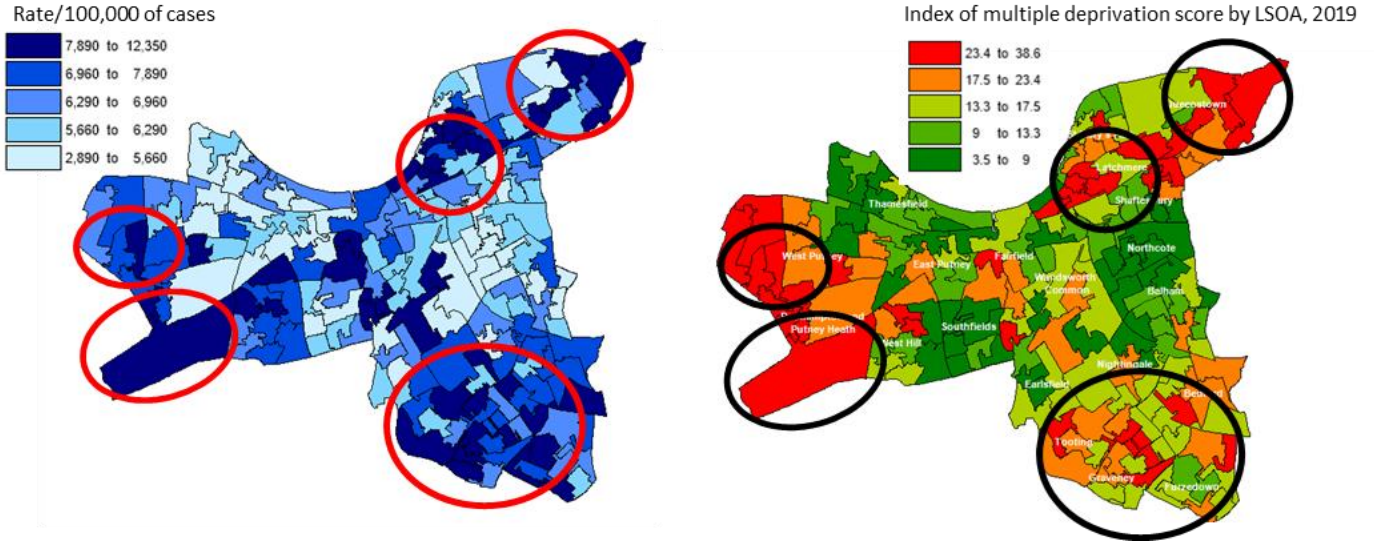 Rate/100,000 of cases
7,890 to 12,350
6,960 to 7,890
6,290 to 6,960
5,660 to 6,290
2,890 to 5,660
Index of multiple deprivation score by LSOA, 2019
23.4 to 38.6
17.5 to 23.4
13.3 to 17.5
9 to 13.3
3.5 to 9
Latchmere
Thamesfield
Northcote
West Putney
East Putney
Fairfield
Wandsworth
Common
Balham
Putney Heath
Southfields
West Hill
Nightingale
Earlsfield
Tooting
Graveney
Furzedown